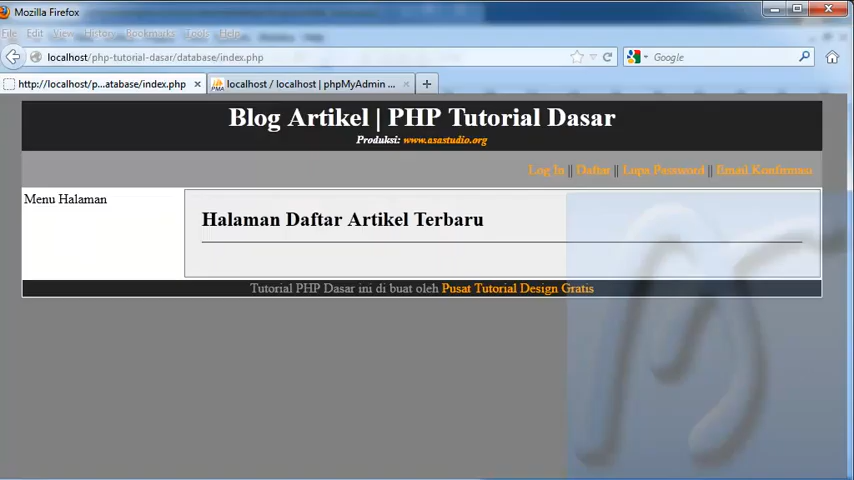 Mozilla Firefox
File Edit View History Bookmarks Tools Help
localhost/php-tutorial-dasar/database/index.php
Google
http://localhost/p...atabase/index.php
localhost / localhost | phpMyAdmin ...
Blog Artikel | PHP Tutorial Dasar
Produksi: www.asastudio.org
Log In || Daftar || Lupa Password || Email Konfirmasi
Menu Halaman
Halaman Daftar Artikel Terbaru
Tutorial PHP Dasar ini di buat oleh Pusat Tutorial Design Gratis